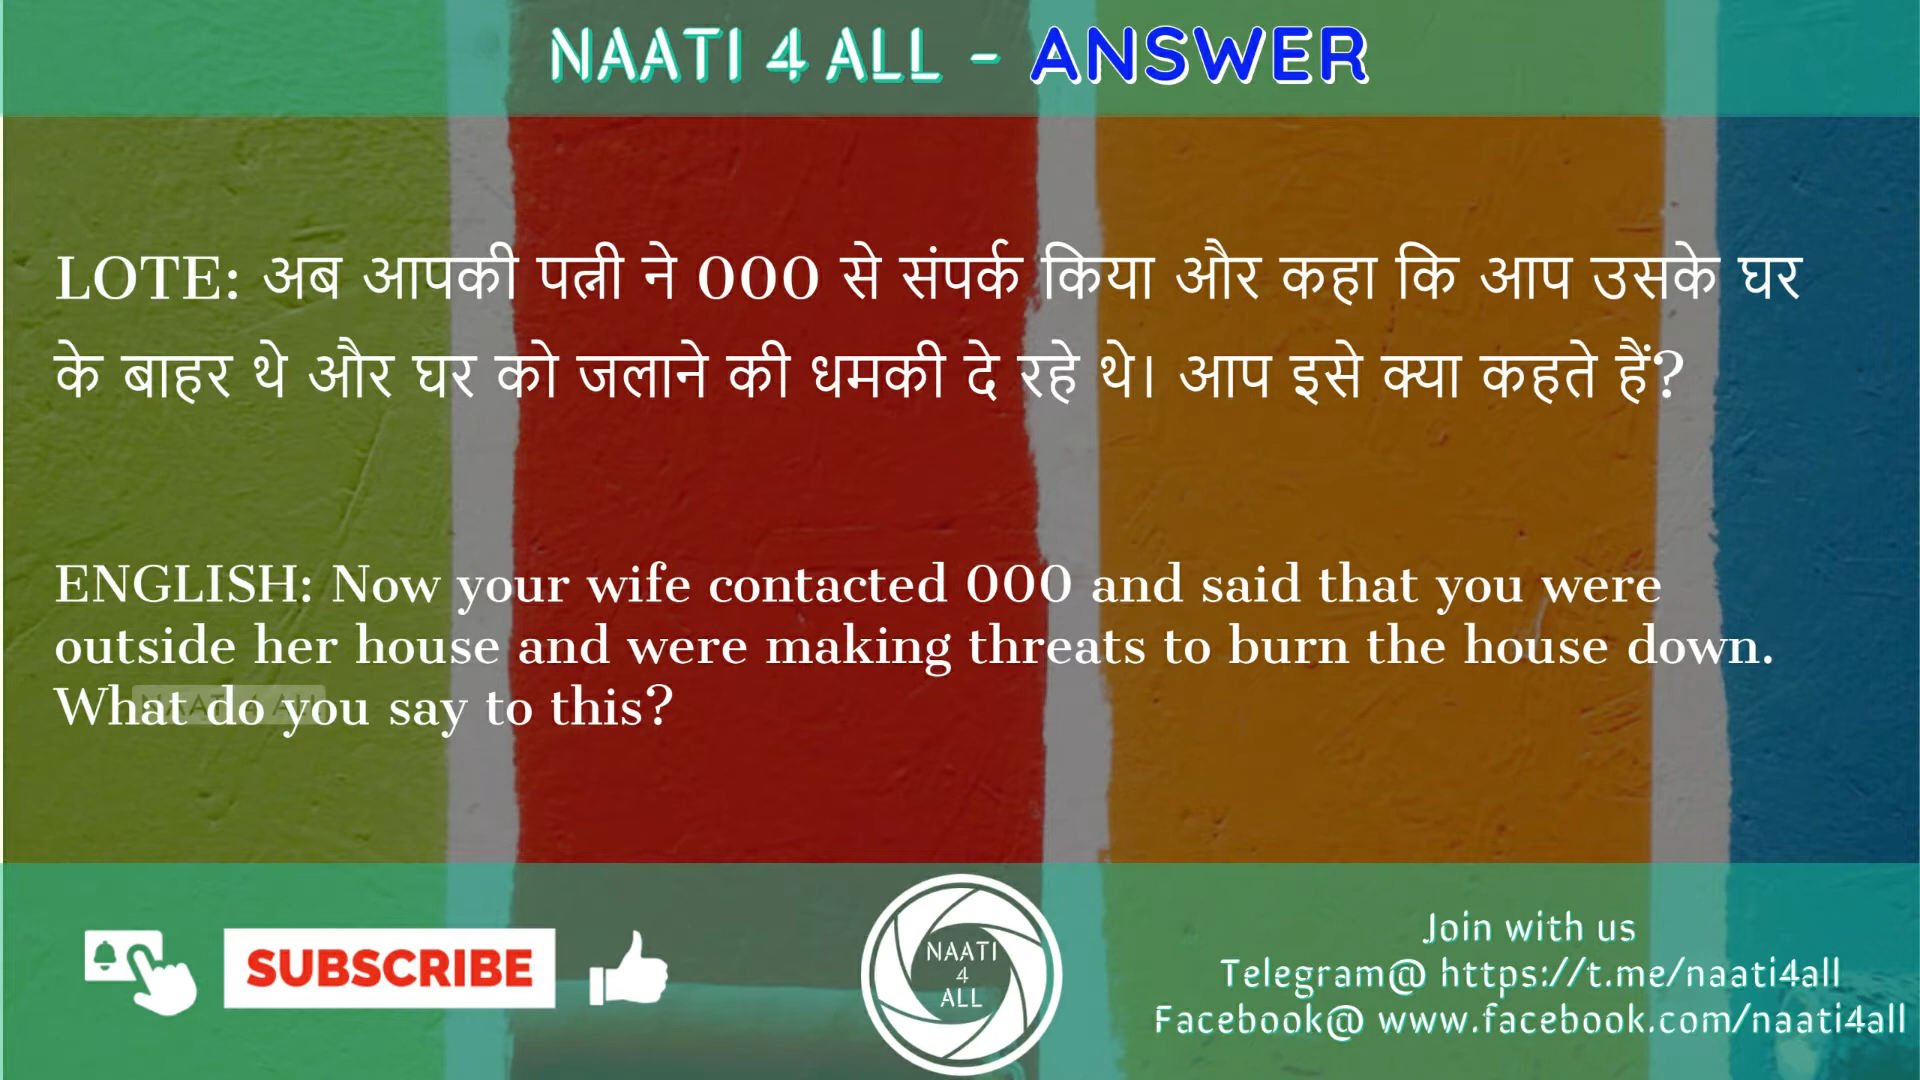 NAATI 4 ALL - ANSWER
LOTE: अब आपकी पत्नी ने 000 से संपर्क किया और कहा कि आप उसके घर
के बाहर थे और घर को जलाने की धमकी दे रहे थे। आप इसे क्या कहते हैं?
ENGLISH: Now your wife contacted 000 and said that you were
outside her house and were making threats to burn the house down.
What do you say to this?
NAATI 4 ALL
SUBSCRIBE
NAATI
4
ALL
Join with us
Telegram@ https://t.me/naati4all
Facebook@ www.facebook.com/naati4all